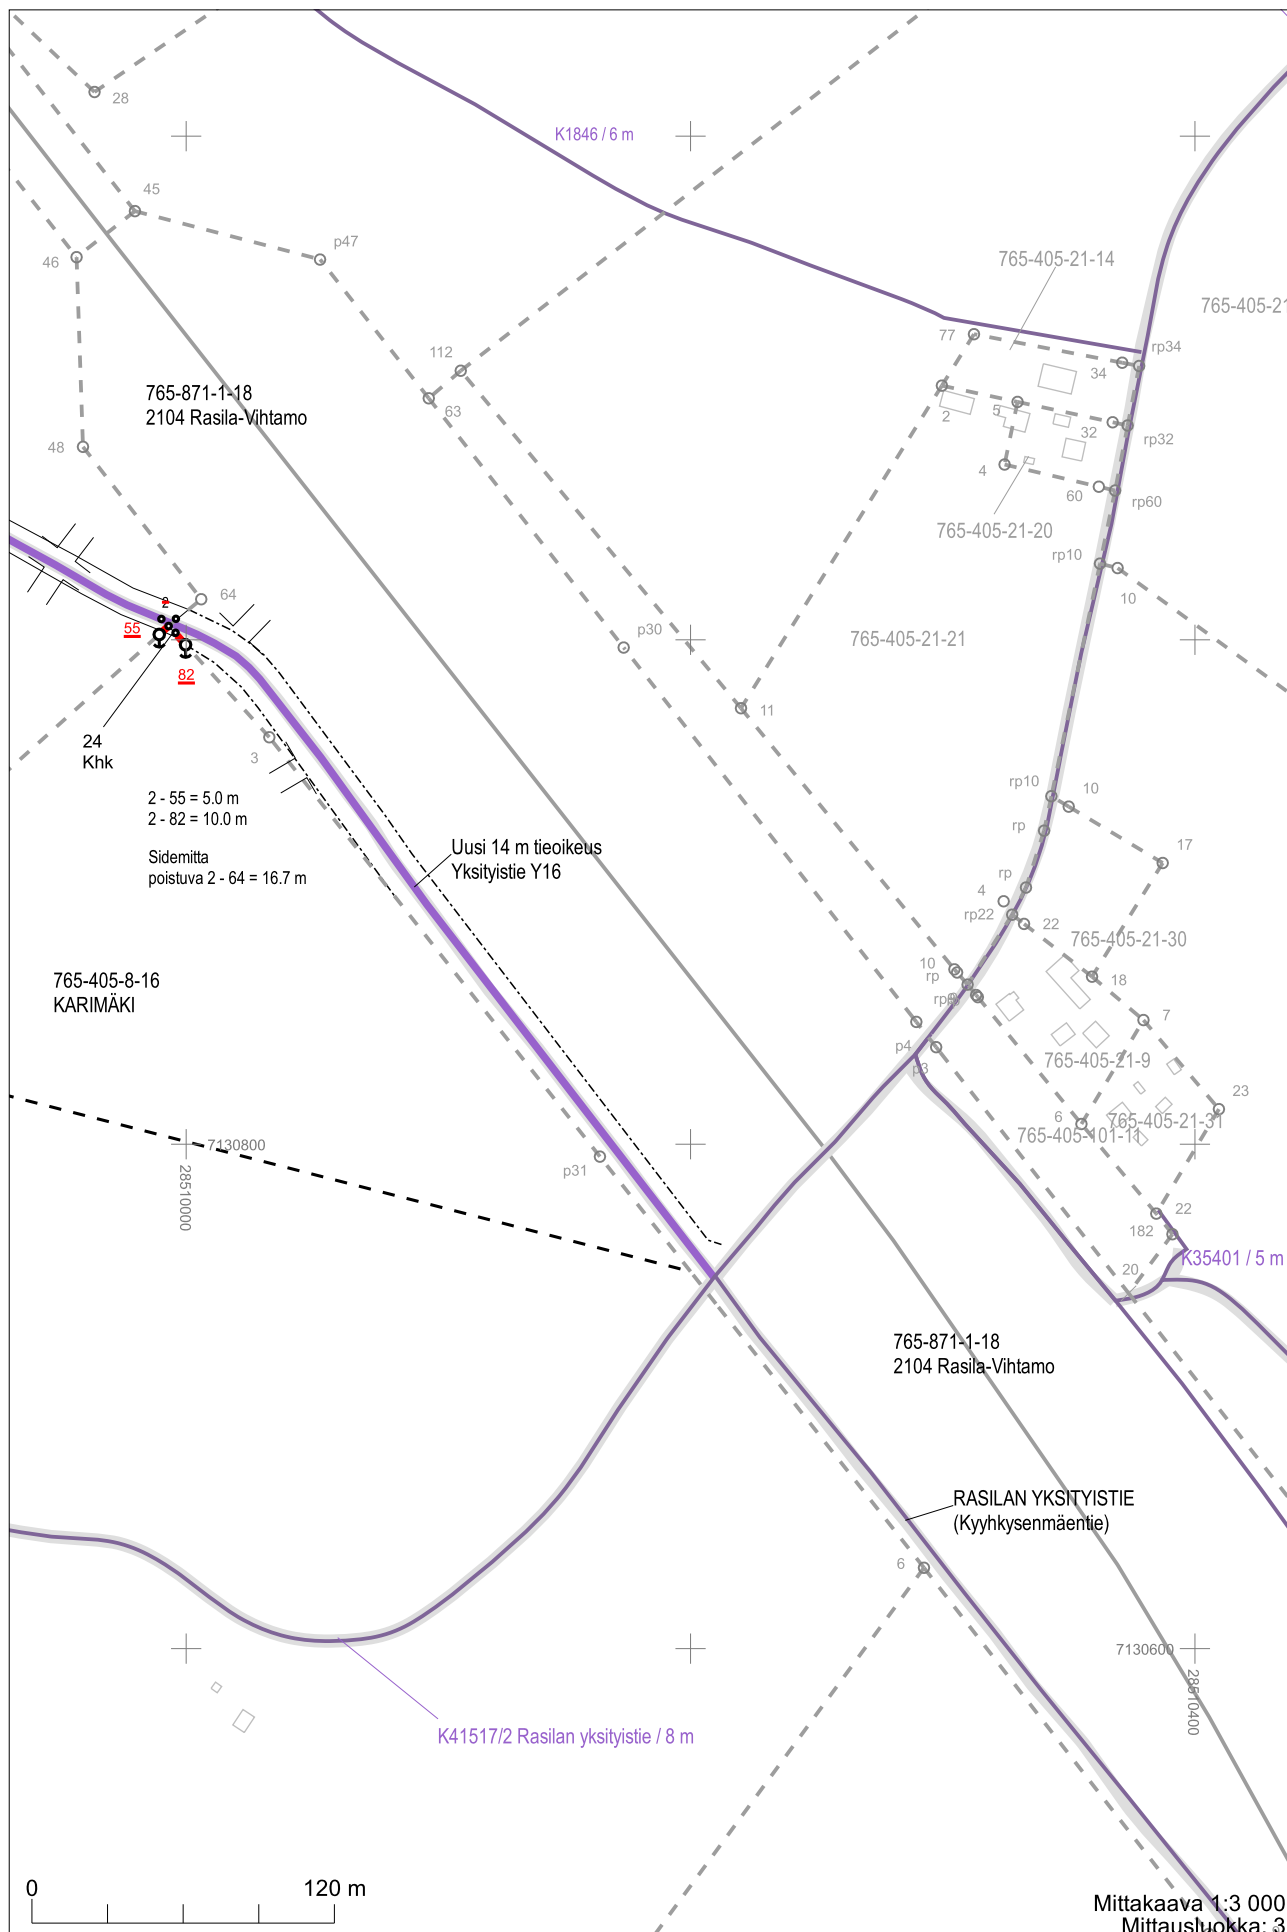 28
K1846 / 6 m
45
p47
46
765-405-21-14
765-405-21
77
rp34
112
34
765-871-1-18
2104 Rasila-Vihtamo
63
2
5
32
rp32
48
4
60
rp60
765-405-21-20
rp10
10
64
2
55
p30
765-405-21-21
82
11
24
Khk
3
rp10
10
2 - 55 = 5.0 m
2 - 82 = 10.0 m
rp
Uusi 14 m tieoikeus
Yksityistie Y16
17
Sidemitta
poistuva 2 - 64 = 16.7 m
rp
4
rp22
22
765-405-21-30
765-405-8-16
KARIMÄKI
10
rp
18
7
p4
p3
765-405-21-9
23
6
765-405-21-31
765-405-101-11
7130800
28510000
p31
22
182
K35401 / 5 m
20
765-871-1-18
2104 Rasila-Vihtamo
RASILAN YKSITYISTIE
(Kyyhkysenmäentie)
6
7130600
28510400
K41517/2 Rasilan yksityistie / 8 m
0
120 m
Mittakaava 1:3 000
Mittausluokka: 3